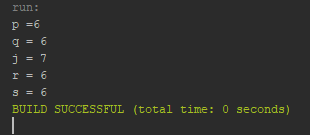 run:
p =6
q = 6
j = 7
r = 6
s = 6
BUILD SUCCESSFUL (total time: 0 seconds)